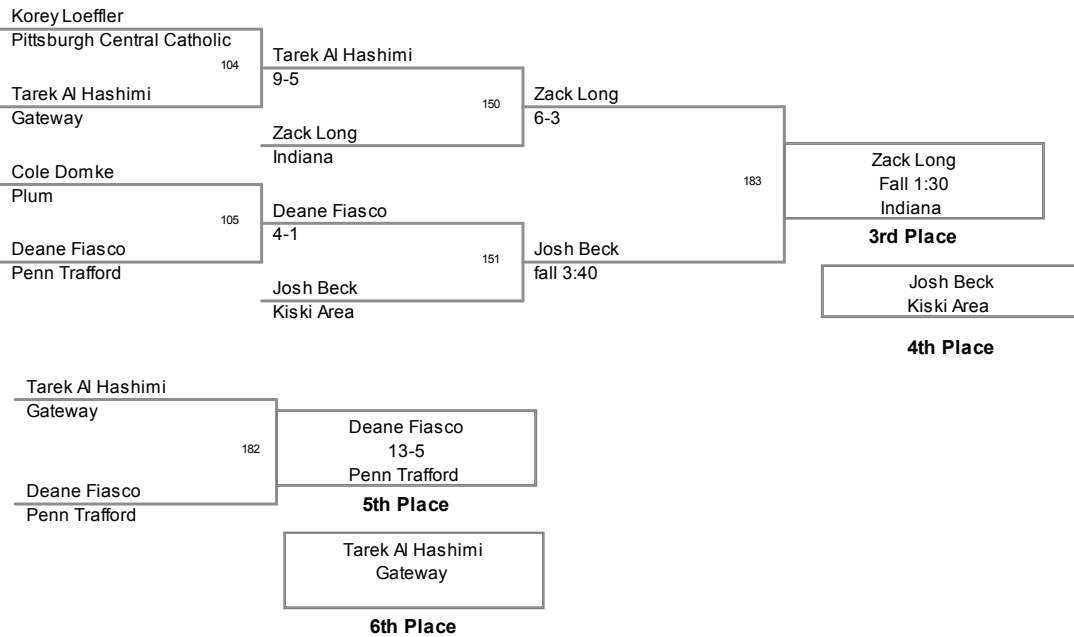 Korey Loeffler
Pittsburgh Central Catholic
104
Tarek Al Hashimi
Gateway
Tarek Al Hashimi
9-5
150
Zack Long
Indiana
Zack Long
6-3
Cole Domke
Plum
105
Deane Fiasco
Penn Trafford
Deane Fiasco
4-1
151
Josh Beck
Kiski Area
Josh Beck
fall 3:40
183
Zack Long
Fall 1:30
Indiana
3rd Place
Josh Beck
Kiski Area
4th Place
Tarek Al Hashimi
Gateway
182
Deane Fiasco
Penn Trafford
Deane Fiasco
13-5
Penn Trafford
5th Place
Tarek Al Hashimi
Gateway
6th Place